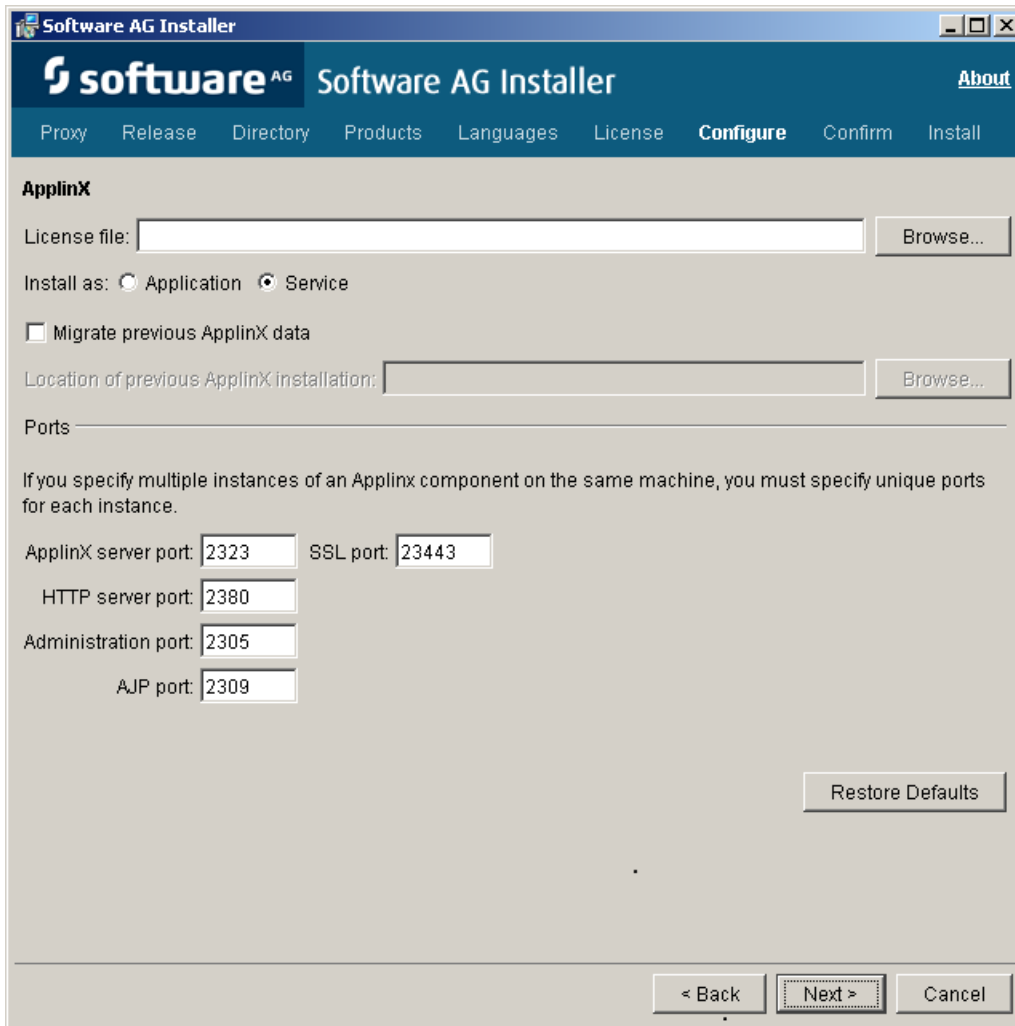 Software AG Installer
software AG Software AG Installer About
Proxy Release Directory Products Languages License Configure Confirm Install
ApplinX
License file: Browse...
Install as: Application Service
Migrate previous ApplinX data
Location of previous ApplinX installation: Browse...
Ports
If you specify multiple instances of an Applinx component on the same machine, you must specify unique ports
for each instance.
ApplinX server port: 2323 SSL port: 23443
HTTP server port: 2380
Administration port: 2305
AJP port: 2309
Restore Defaults
< Back Next > Cancel